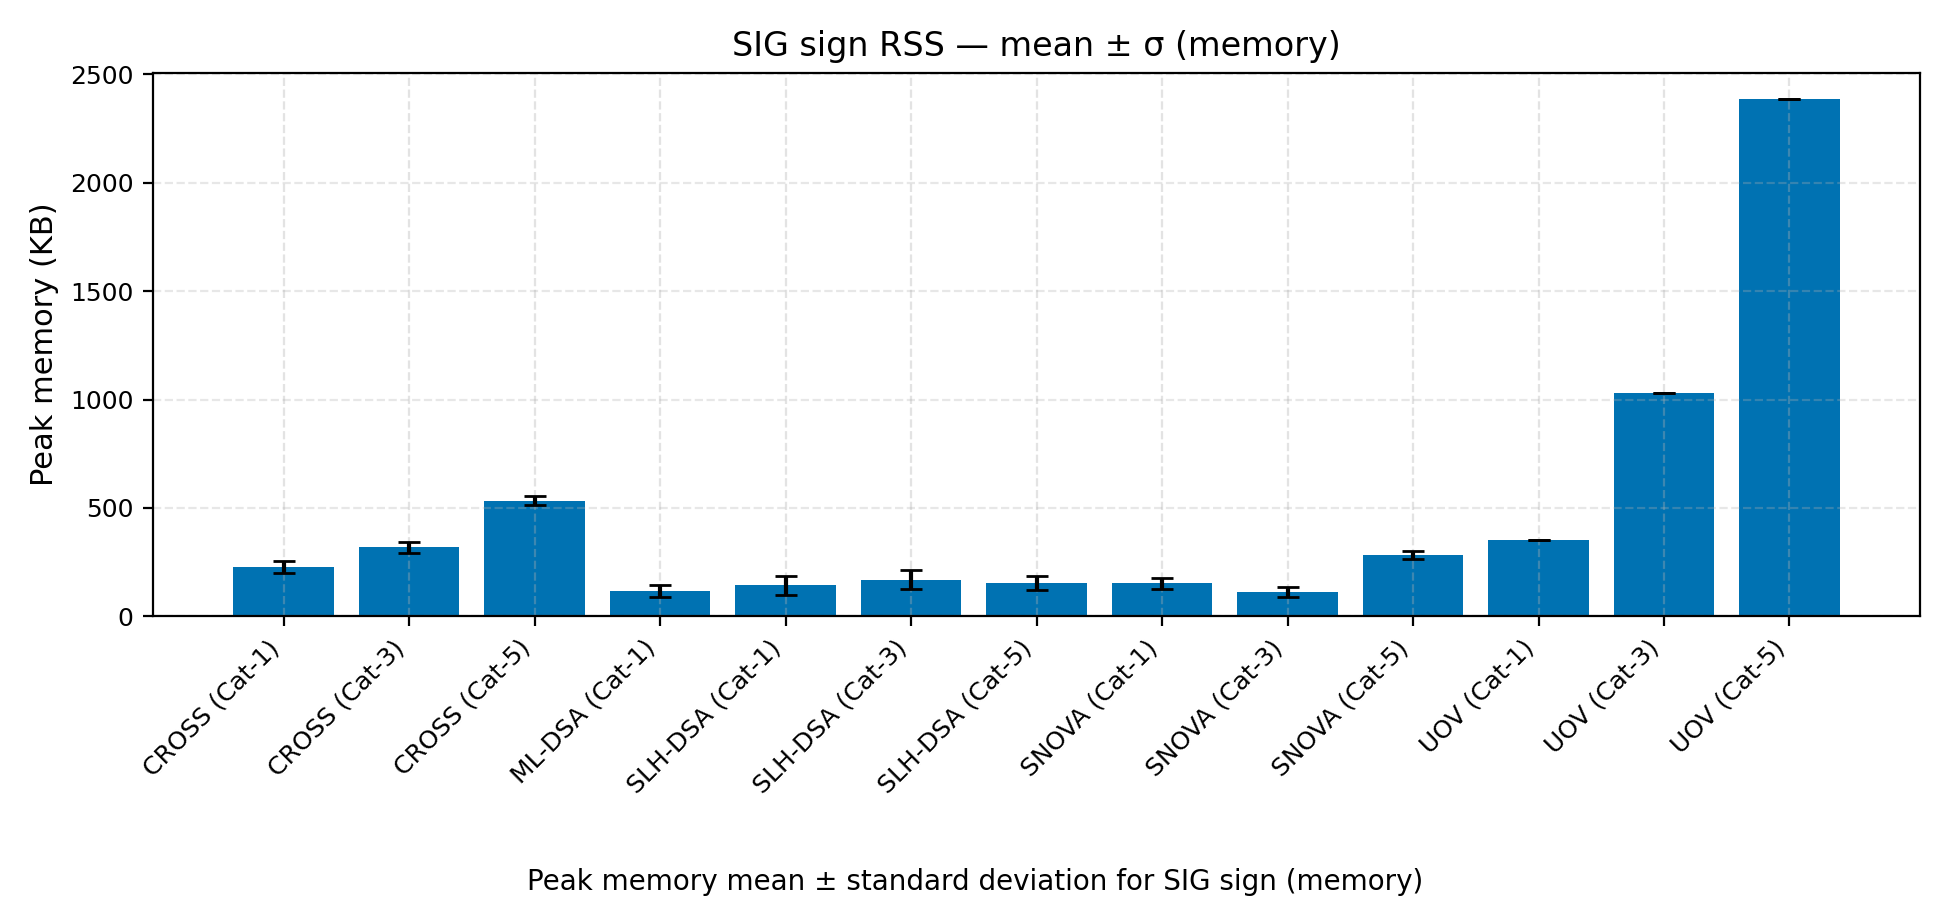 SIG sign RSS — mean ± σ (memory)
Peak memory (KB)
2500
2000
1500
1000
500
0
CROSS (Cat-1)
CROSS (Cat-3)
CROSS (Cat-5)
ML-DSA (Cat-1)
SLH-DSA (Cat-1)
SLH-DSA (Cat-3)
SLH-DSA (Cat-5)
SNOVA (Cat-1)
SNOVA (Cat-3)
SNOVA (Cat-5)
UOV (Cat-1)
UOV (Cat-3)
UOV (Cat-5)
Peak memory mean ± standard deviation for SIG sign (memory)